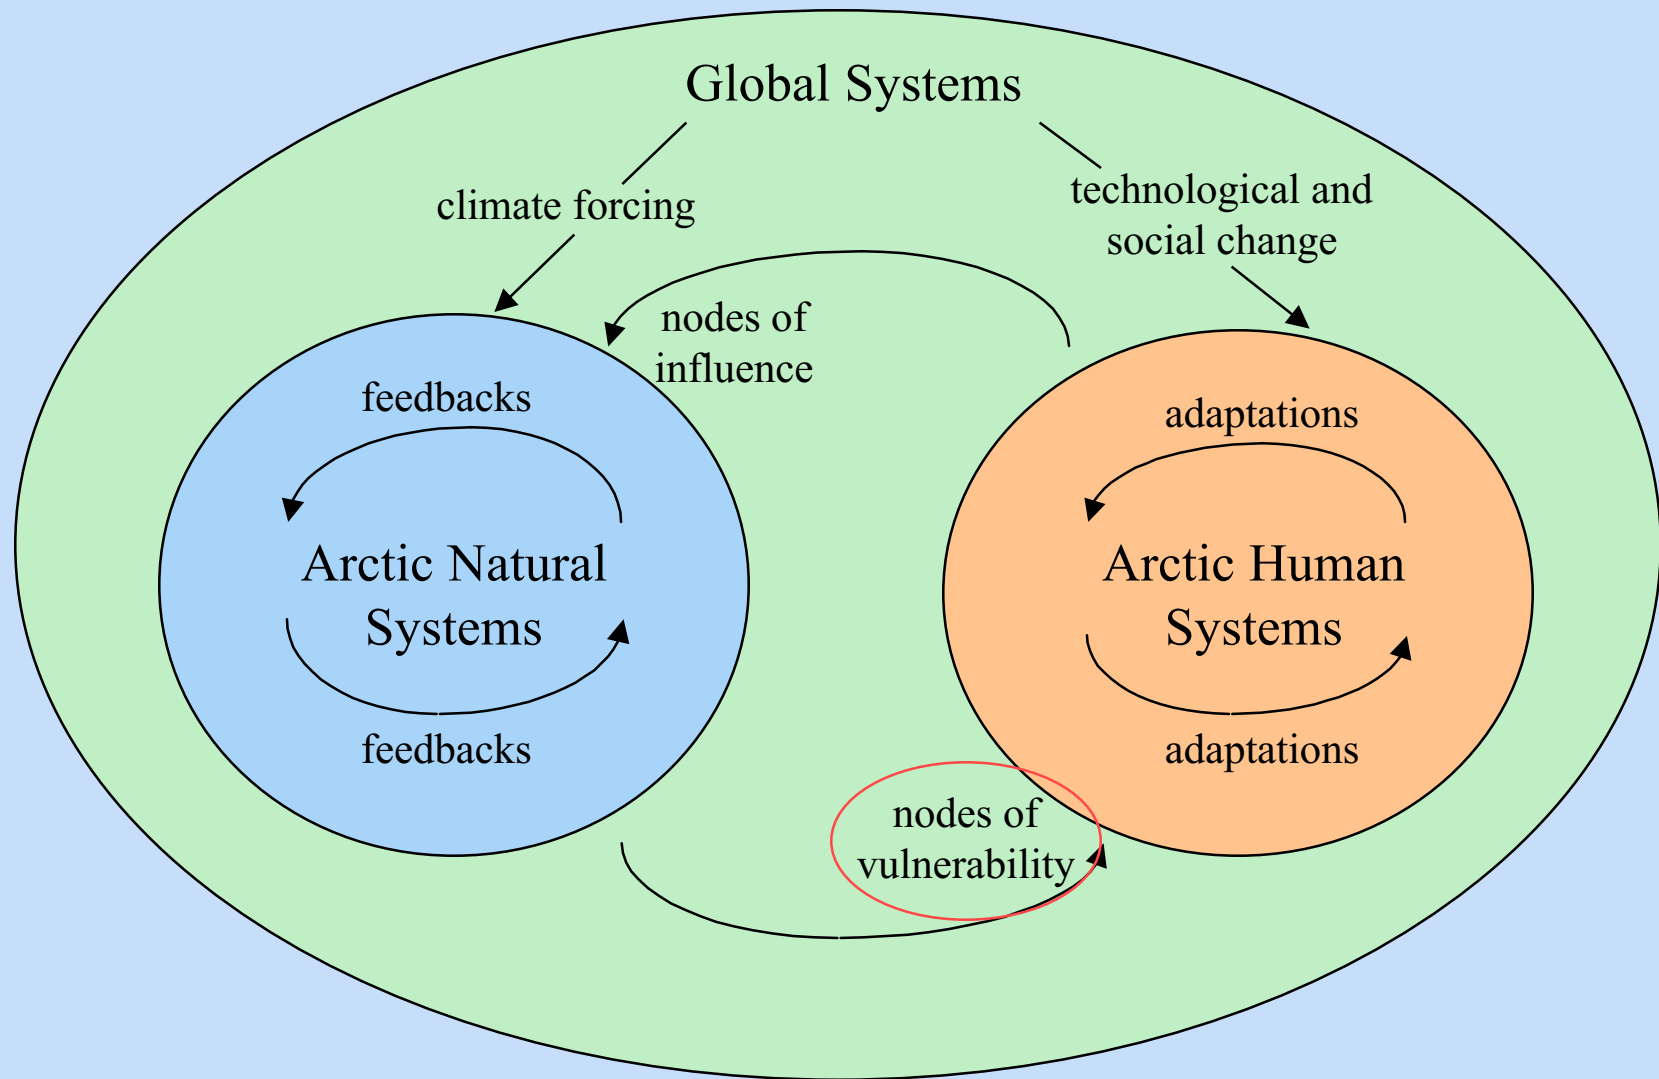 Global Systems
climate forcing
technological and
social change
nodes of
influence
feedbacks
adaptations
Arctic Natural
Systems
Arctic Human
Systems
feedbacks
adaptations
nodes of
vulnerability